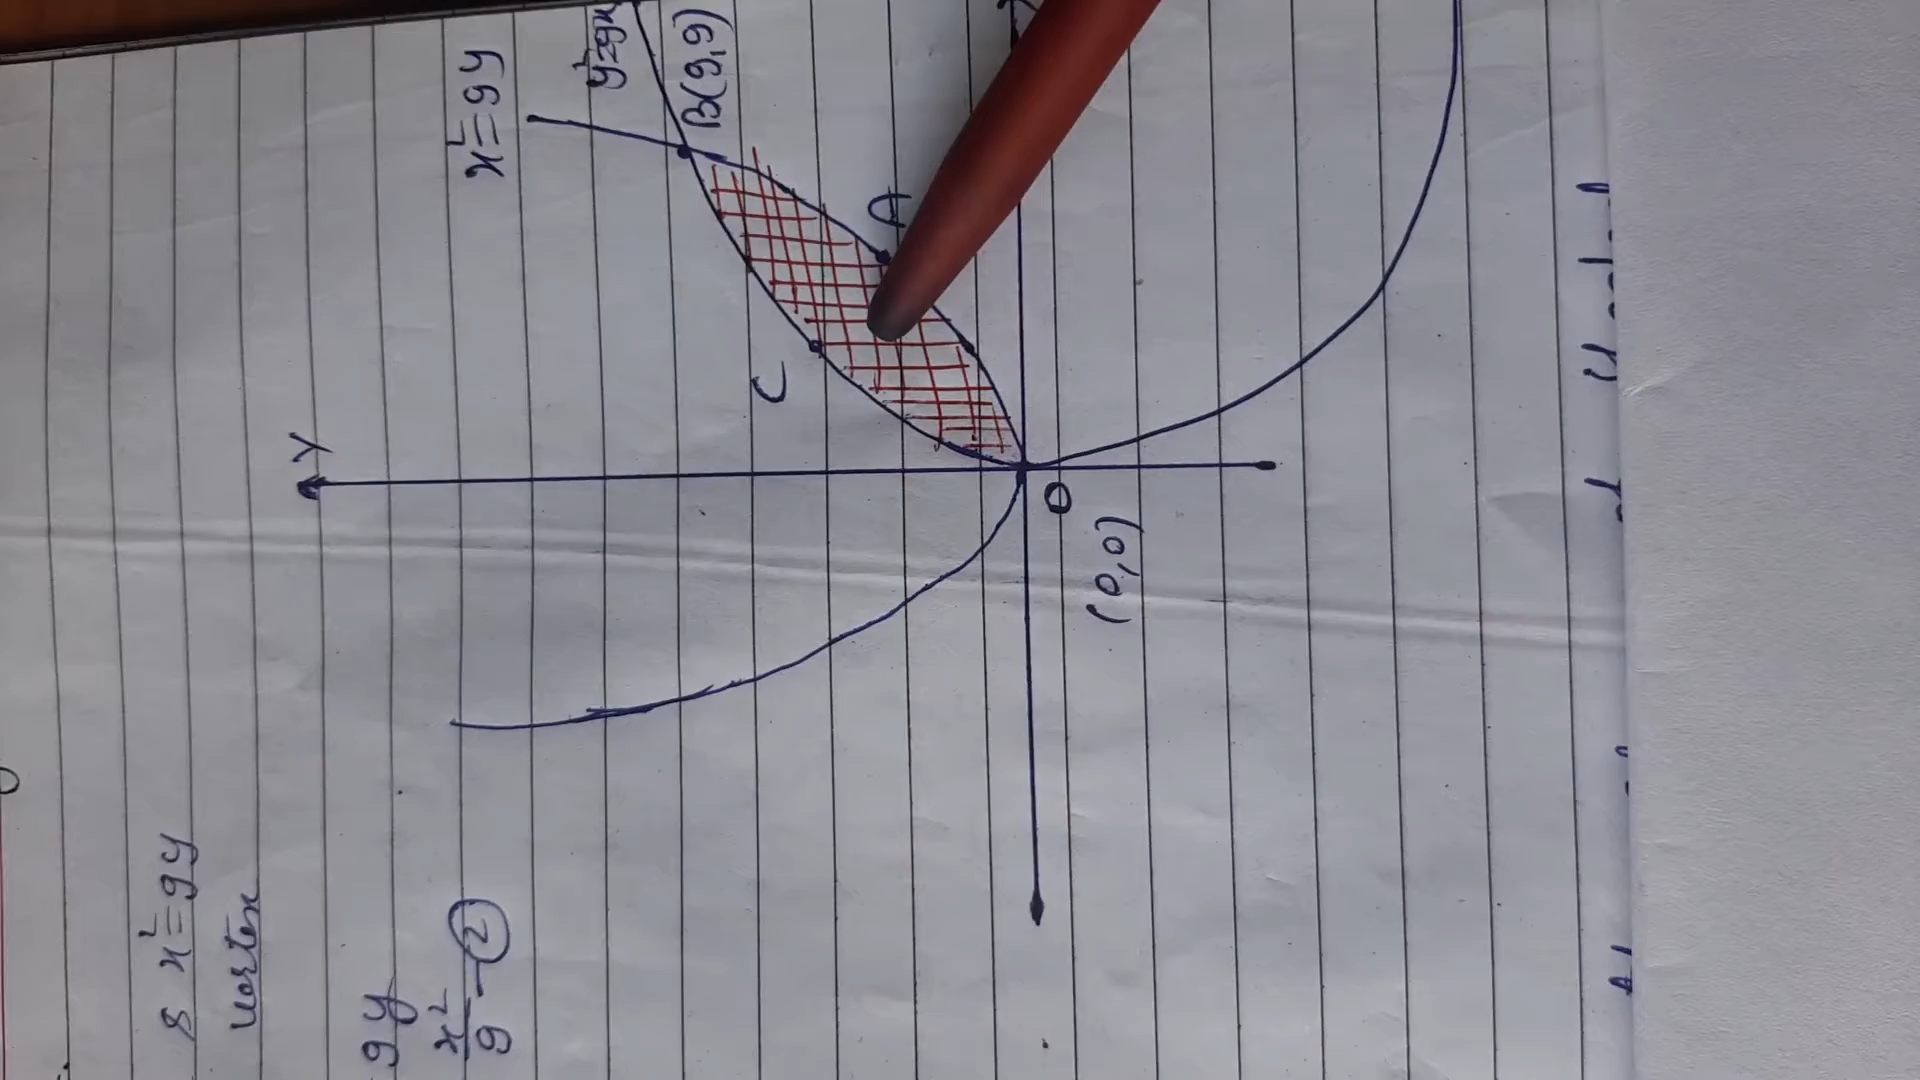 s x²=9y
vertex
9y
x²/9 —②
x²=9y
y²=9x
B(9,9)
Y
C
A
O
(0,0)